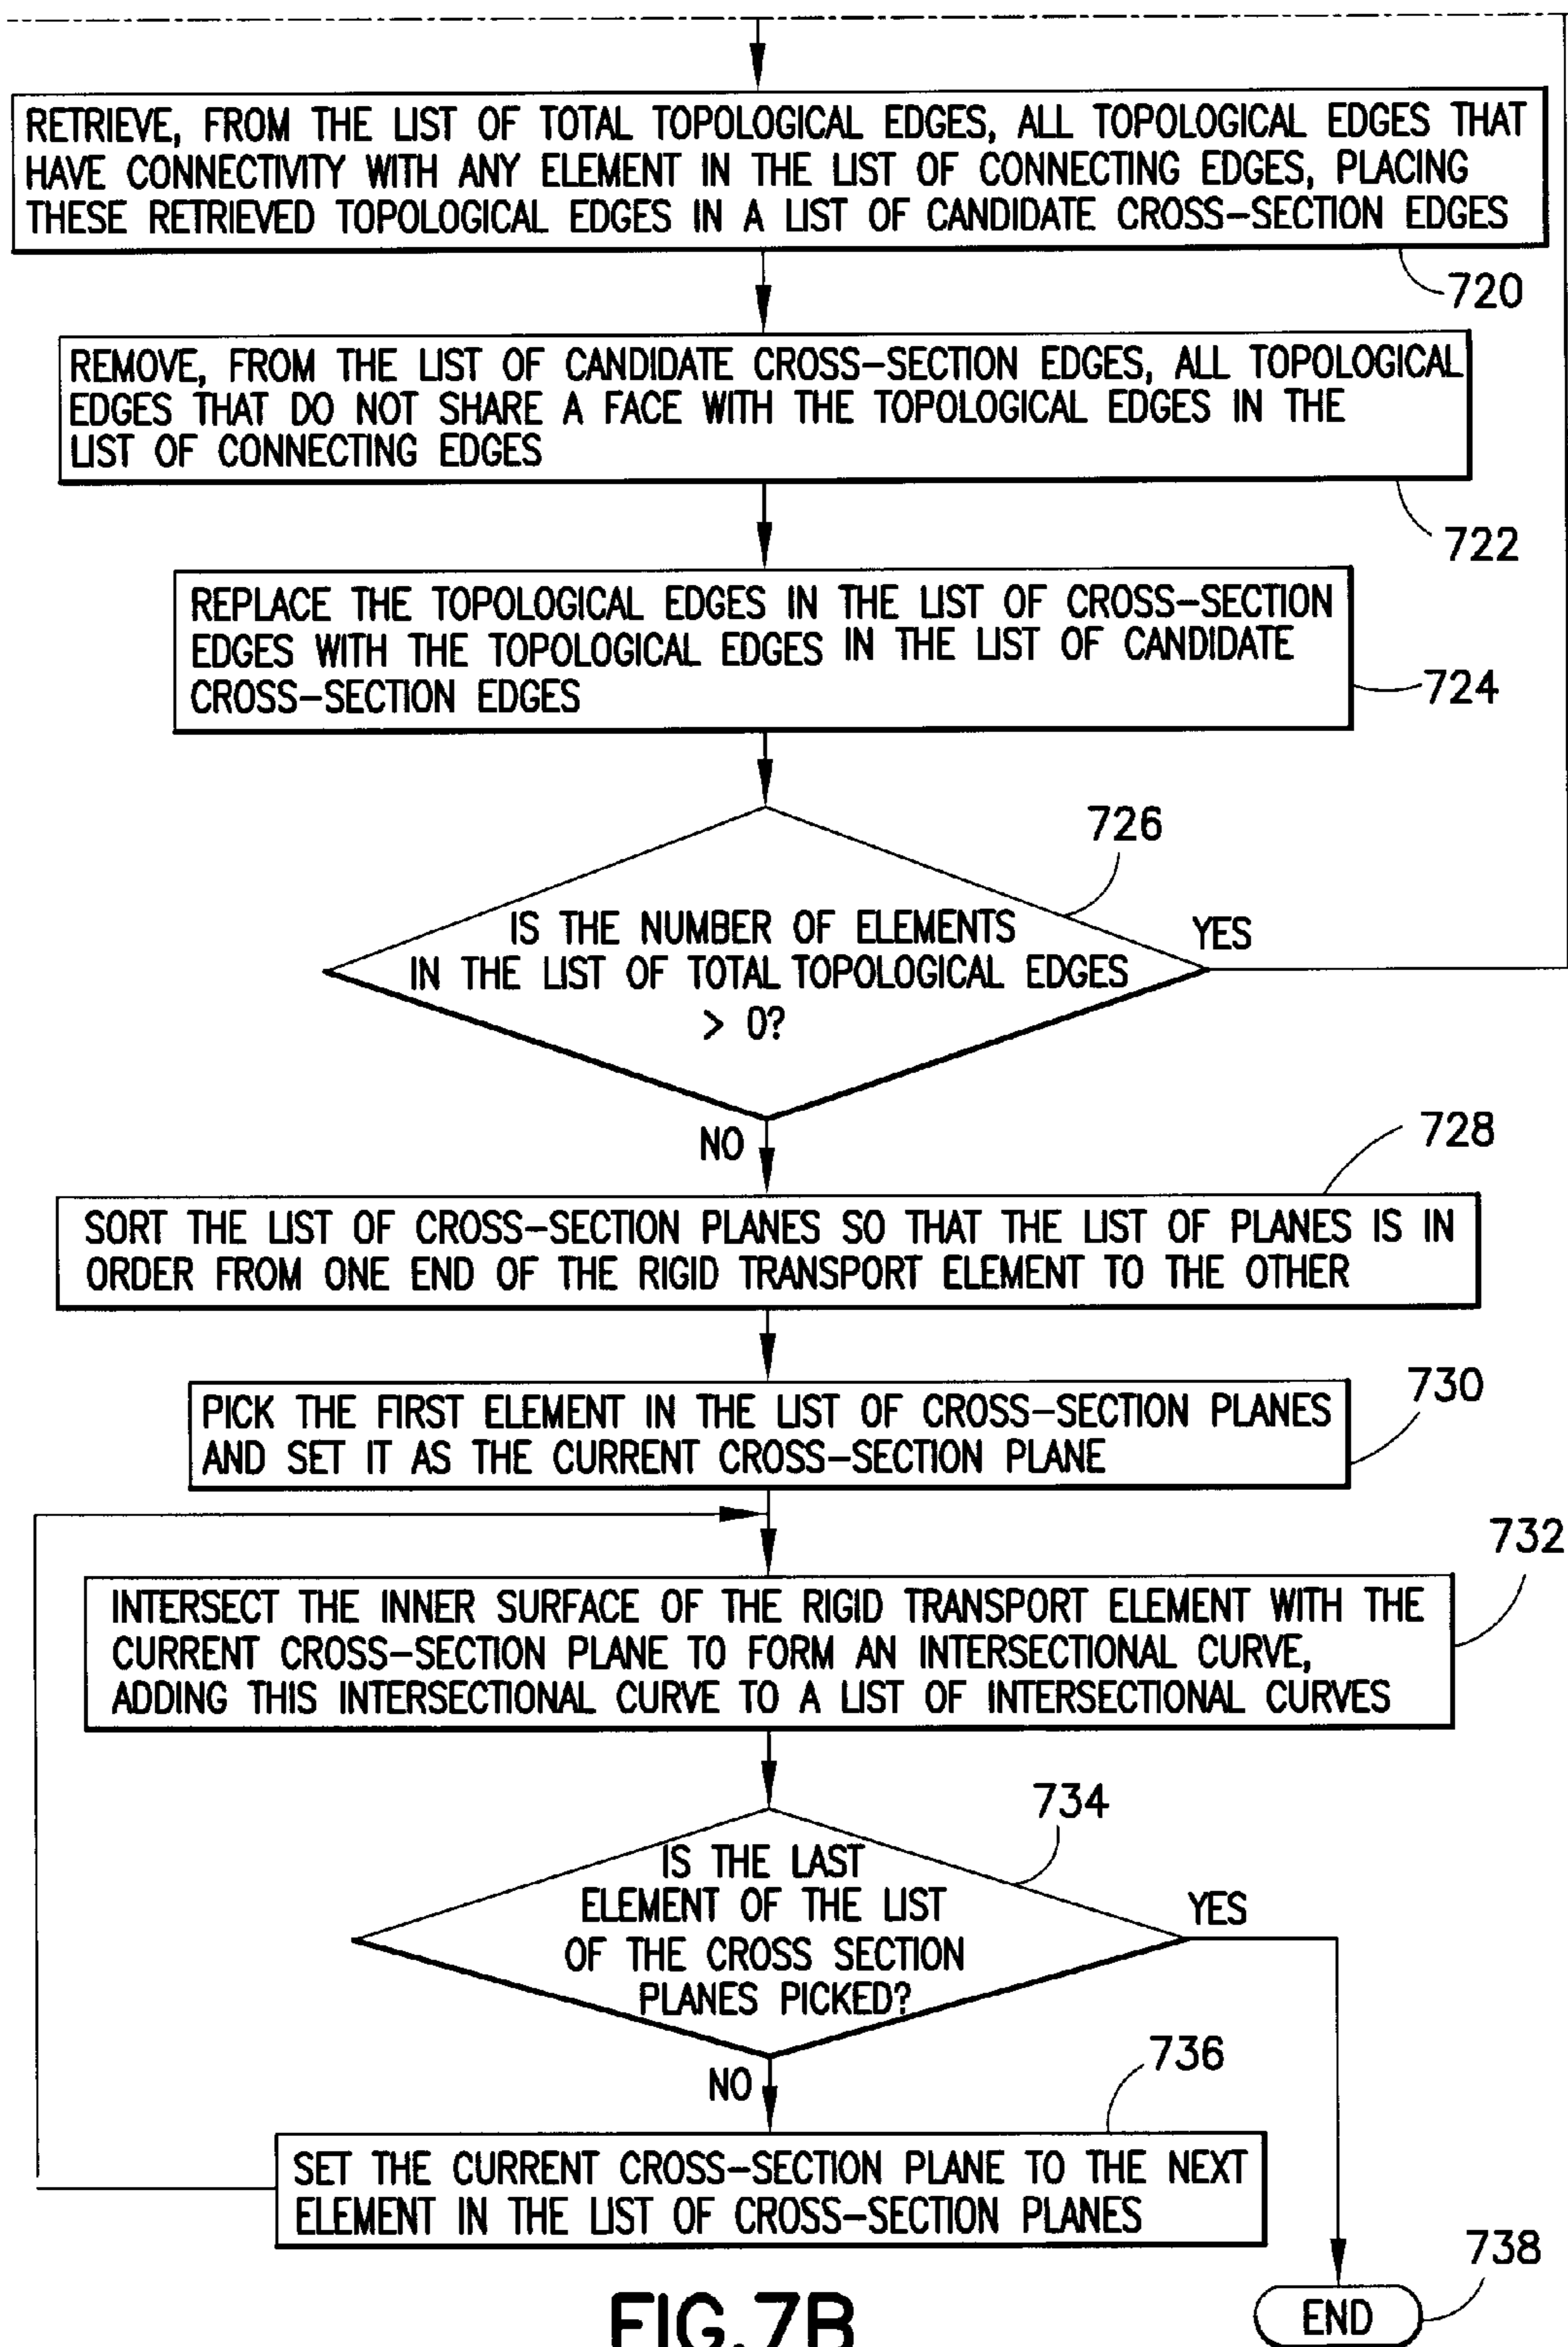 RETRIEVE, FROM THE LIST OF TOTAL TOPOLOGICAL EDGES, ALL TOPOLOGICAL EDGES THAT
HAVE CONNECTIVITY WITH ANY ELEMENT IN THE LIST OF CONNECTING EDGES, PLACING
THESE RETRIEVED TOPOLOGICAL EDGES IN A LIST OF CANDIDATE CROSS-SECTION EDGES
720
REMOVE, FROM THE LIST OF CANDIDATE CROSS-SECTION EDGES, ALL TOPOLOGICAL
EDGES THAT DO NOT SHARE A FACE WITH THE TOPOLOGICAL EDGES IN THE
LIST OF CONNECTING EDGES
722
REPLACE THE TOPOLOGICAL EDGES IN THE LIST OF CROSS-SECTION
EDGES WITH THE TOPOLOGICAL EDGES IN THE LIST OF CANDIDATE
CROSS-SECTION EDGES
724
726
IS THE NUMBER OF ELEMENTS
IN THE LIST OF TOTAL TOPOLOGICAL EDGES
> 0?
YES
NO
728
SORT THE LIST OF CROSS-SECTION PLANES SO THAT THE LIST OF PLANES IS IN
ORDER FROM ONE END OF THE RIGID TRANSPORT ELEMENT TO THE OTHER
730
PICK THE FIRST ELEMENT IN THE LIST OF CROSS-SECTION PLANES
AND SET IT AS THE CURRENT CROSS-SECTION PLANE
732
INTERSECT THE INNER SURFACE OF THE RIGID TRANSPORT ELEMENT WITH THE
CURRENT CROSS-SECTION PLANE TO FORM AN INTERSECTIONAL CURVE,
ADDING THIS INTERSECTIONAL CURVE TO A LIST OF INTERSECTIONAL CURVES
734
IS THE LAST
ELEMENT OF THE LIST
OF THE CROSS SECTION
PLANES PICKED?
YES
NO
736
SET THE CURRENT CROSS-SECTION PLANE TO THE NEXT
ELEMENT IN THE LIST OF CROSS-SECTION PLANES
738
END
FIG.7B